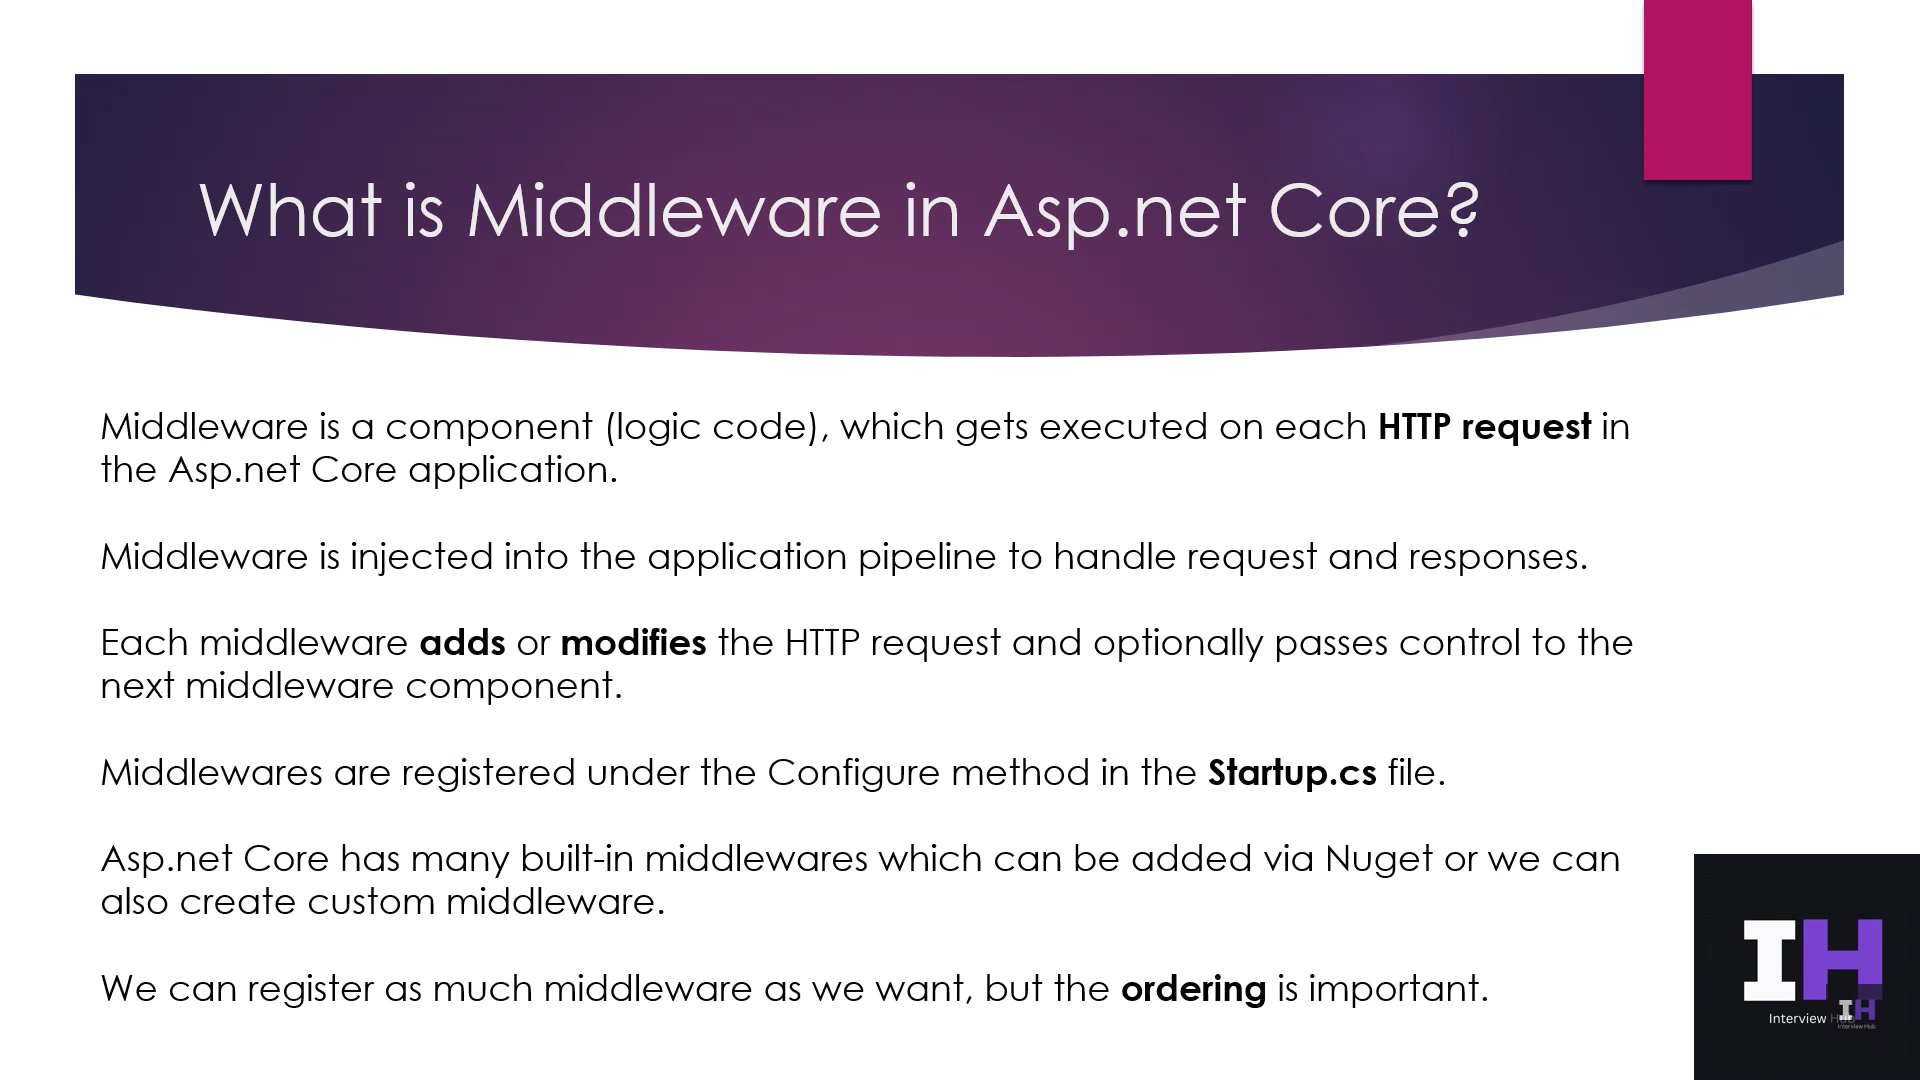 What is Middleware in Asp.net Core?
Middleware is a component (logic code), which gets executed on each HTTP request in
the Asp.net Core application.
Middleware is injected into the application pipeline to handle request and responses.
Each middleware adds or modifies the HTTP request and optionally passes control to the
next middleware component.
Middlewares are registered under the Configure method in the Startup.cs file.
Asp.net Core has many built-in middlewares which can be added via Nuget or we can
also create custom middleware.
We can register as much middleware as we want, but the ordering is important.
IH
Interview Hub
IH
Interview Hub